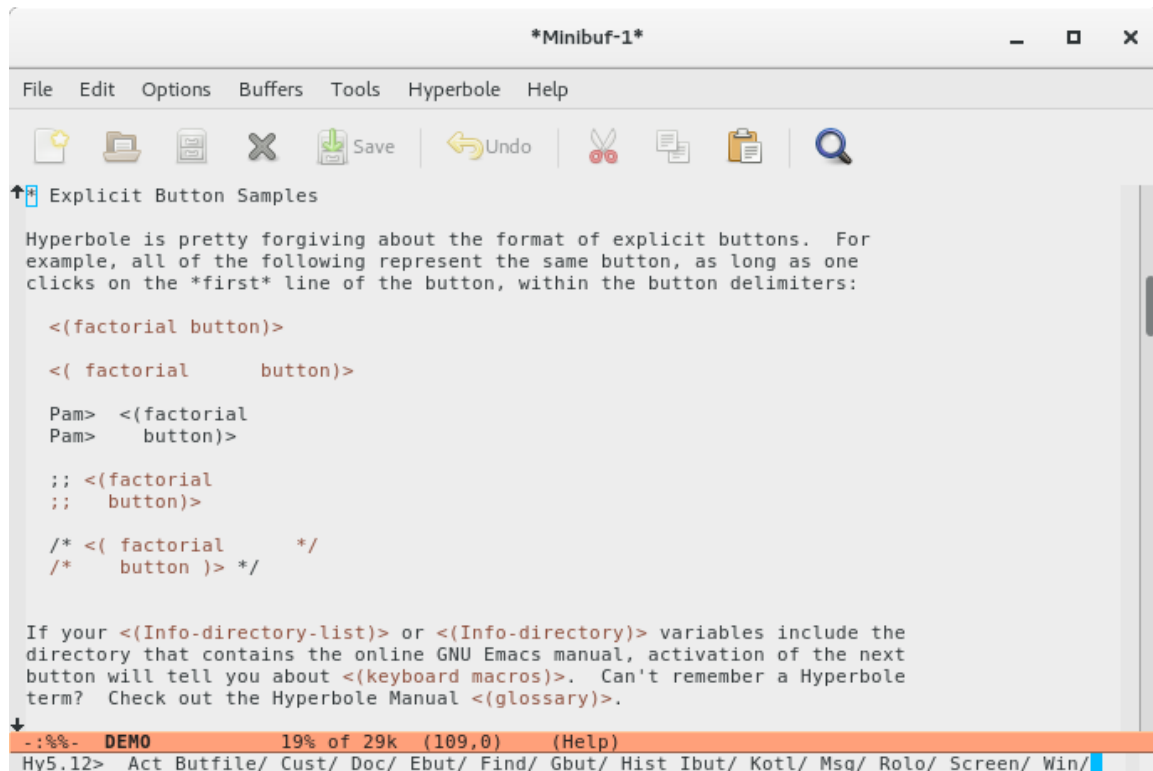 *Minibuf-1*
File Edit Options Buffers Tools Hyperbole Help
Save Undo
* Explicit Button Samples
Hyperbole is pretty forgiving about the format of explicit buttons.  For
example, all of the following represent the same button, as long as one
clicks on the *first* line of the button, within the button delimiters:
<(factorial button)>
<( factorial      button)>
Pam>  <(factorial
Pam>    button)>
;; <(factorial
;;   button)>
/* <( factorial      */
/*    button )> */
If your <(Info-directory-list)> or <(Info-directory)> variables include the
directory that contains the online GNU Emacs manual, activation of the next
button will tell you about <(keyboard macros)>.  Can't remember a Hyperbole
term?  Check out the Hyperbole Manual <(glossary)>.
-:%%-  DEMO           19% of 29k  (109,0)    (Help)
Hy5.12>  Act Butfile/ Cust/ Doc/ Ebut/ Find/ Gbut/ Hist Ibut/ Kotl/ Msg/ Rolo/ Screen/ Win/